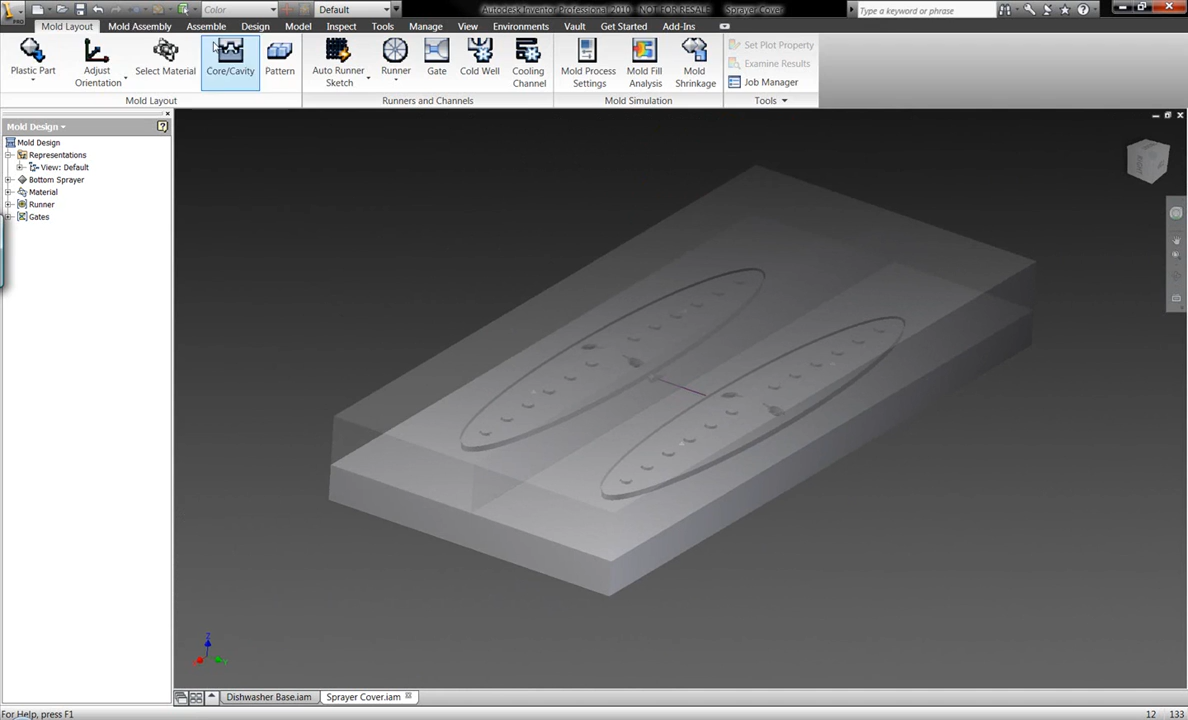 Color
Default
Autodesk Inventor Professional 2010 - NOT FOR RESALE Sprayer Cover
Type a keyword or phrase
PRO
Mold Layout
Mold Assembly
Assemble
Design
Model
Inspect
Tools
Manage
View
Environments
Vault
Get Started
Add-Ins
Plastic Part
Adjust
Orientation
Select Material
Core/Cavity
Pattern
Auto Runner
Sketch
Runner
Gate
Cold Well
Cooling
Channel
Mold Process
Settings
Mold Fill
Analysis
Mold
Shrinkage
Set Plot Property
Examine Results
Job Manager
Mold Layout
Runners and Channels
Mold Simulation
Tools
Mold Design
Mold Design
Representations
View: Default
Bottom Sprayer
Material
Runner
Gates
Z
Dishwasher Base.iam
Sprayer Cover.iam
For Help, press F1
12
133